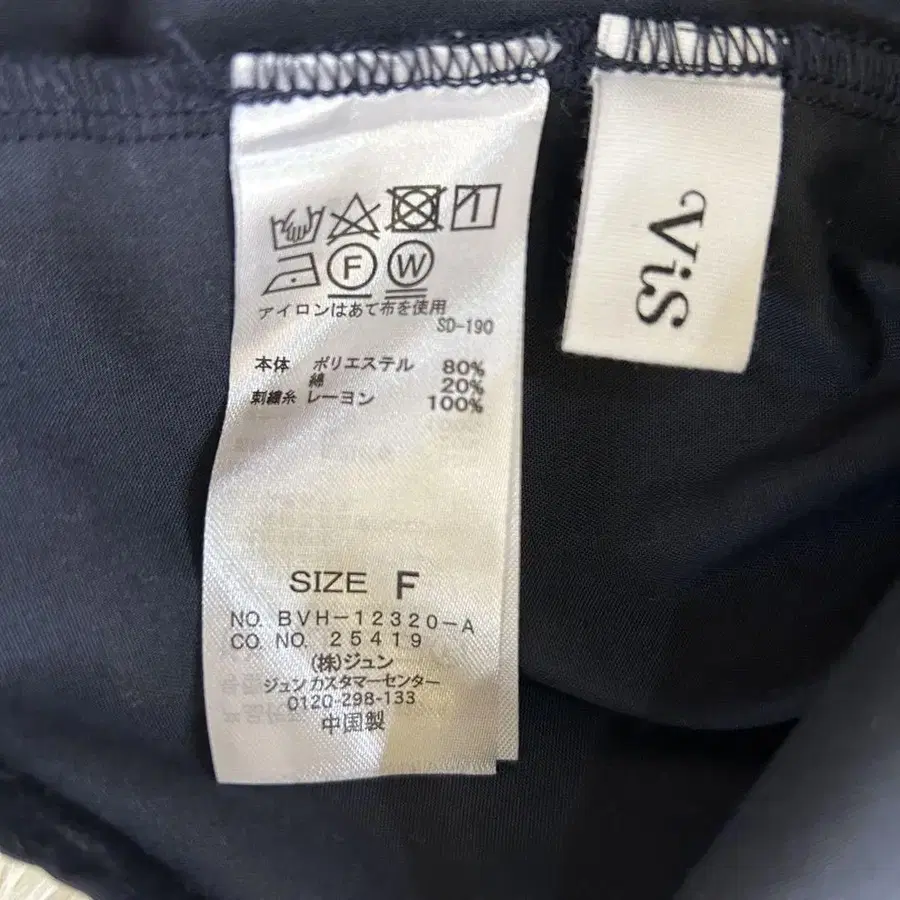 F W
アイロンはあて布を使用
SD-190
本体 ポリエステル 80%
綿 20%
刺繍糸 レーヨン 100%
SIZE F
NO. BVH-12320-A
CO. NO. 25419
(株)ジュン
ジュンカスタマーセンター
0120-298-133
中国製
ViS